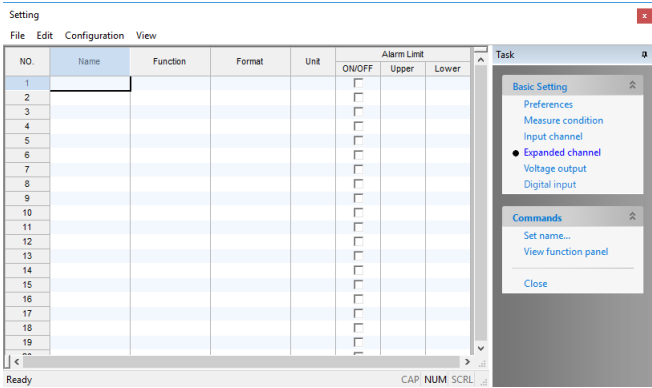 Setting
x
File Edit Configuration View
NO. Name Function Format Unit Alarm Limit
ON/OFF Upper Lower
1
2
3
4
5
6
7
8
9
10
11
12
13
14
15
16
17
18
19
Ready CAP NUM SCRL
Task
Basic Setting
Preferences
Measure condition
Input channel
Expanded channel
Voltage output
Digital input
Commands
Set name...
View function panel
Close